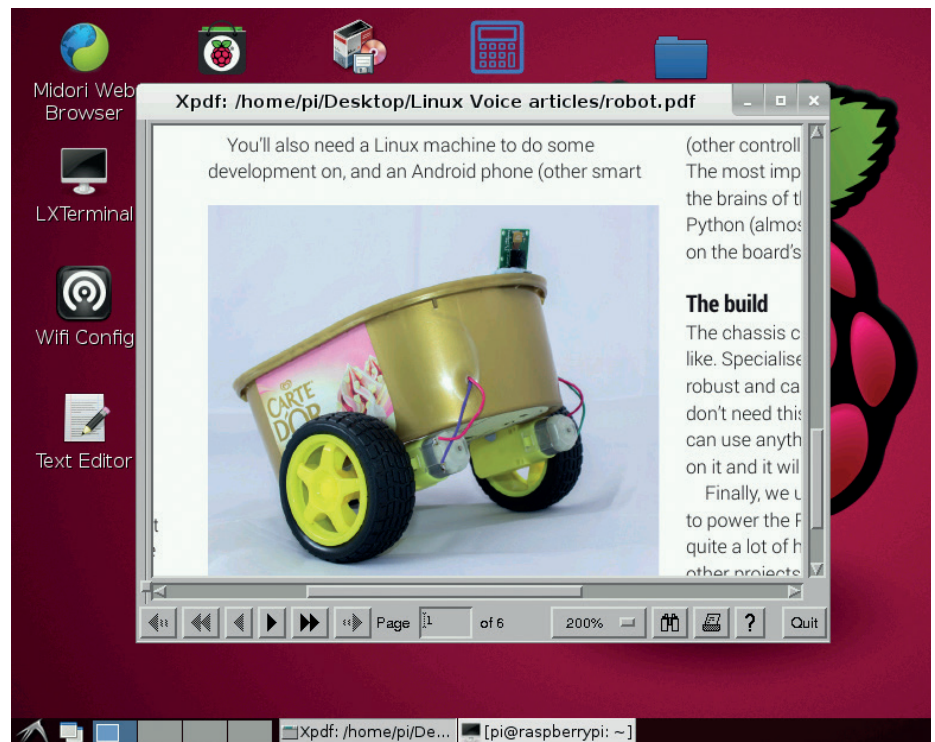 Midori Web
Browser
LXTerminal
Wifi Config
Text Editor
Xpdf: /home/pi/Desktop/Linux Voice articles/robot.pdf
You'll also need a Linux machine to do some
development on, and an Android phone (other smart
CARTE
D'OR
(other controll
The most imp
the brains of t
Python (almos
on the board's
The build
The chassis c
like. Specialise
robust and ca
don't need this
can use anyth
on it and it wil
Finally, we u
to power the P
quite a lot of h
other projects
Page 1 of 6 200% ? Quit
Xpdf: /home/pi/De... [pi@raspberrypi: ~]